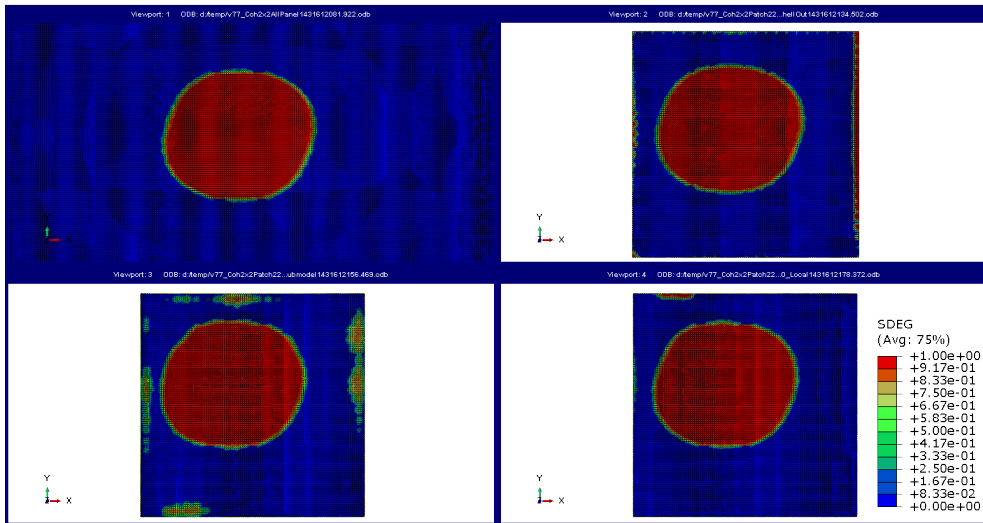 Viewport: 1 ODB: d:/temp/v77_Coh2x2AllPanel1431612081.922.odb
Viewport: 2 ODB: d:/temp/v77_Coh2x2Patch22...hellOut1431612134.502.odb
Y
X
Viewport: 3 ODB: d:/temp/v77_Coh2x2Patch22...ubmodel1431612156.469.odb
Viewport: 4 ODB: d:/temp/v77_Coh2x2Patch22...0_Local1431612178.372.odb
Y
X
Y
X
SDEG
(Avg: 75%)
+1.00e+00
+9.17e-01
+8.33e-01
+7.50e-01
+6.67e-01
+5.83e-01
+5.00e-01
+4.17e-01
+3.33e-01
+2.50e-01
+1.67e-01
+8.33e-02
+0.00e+00